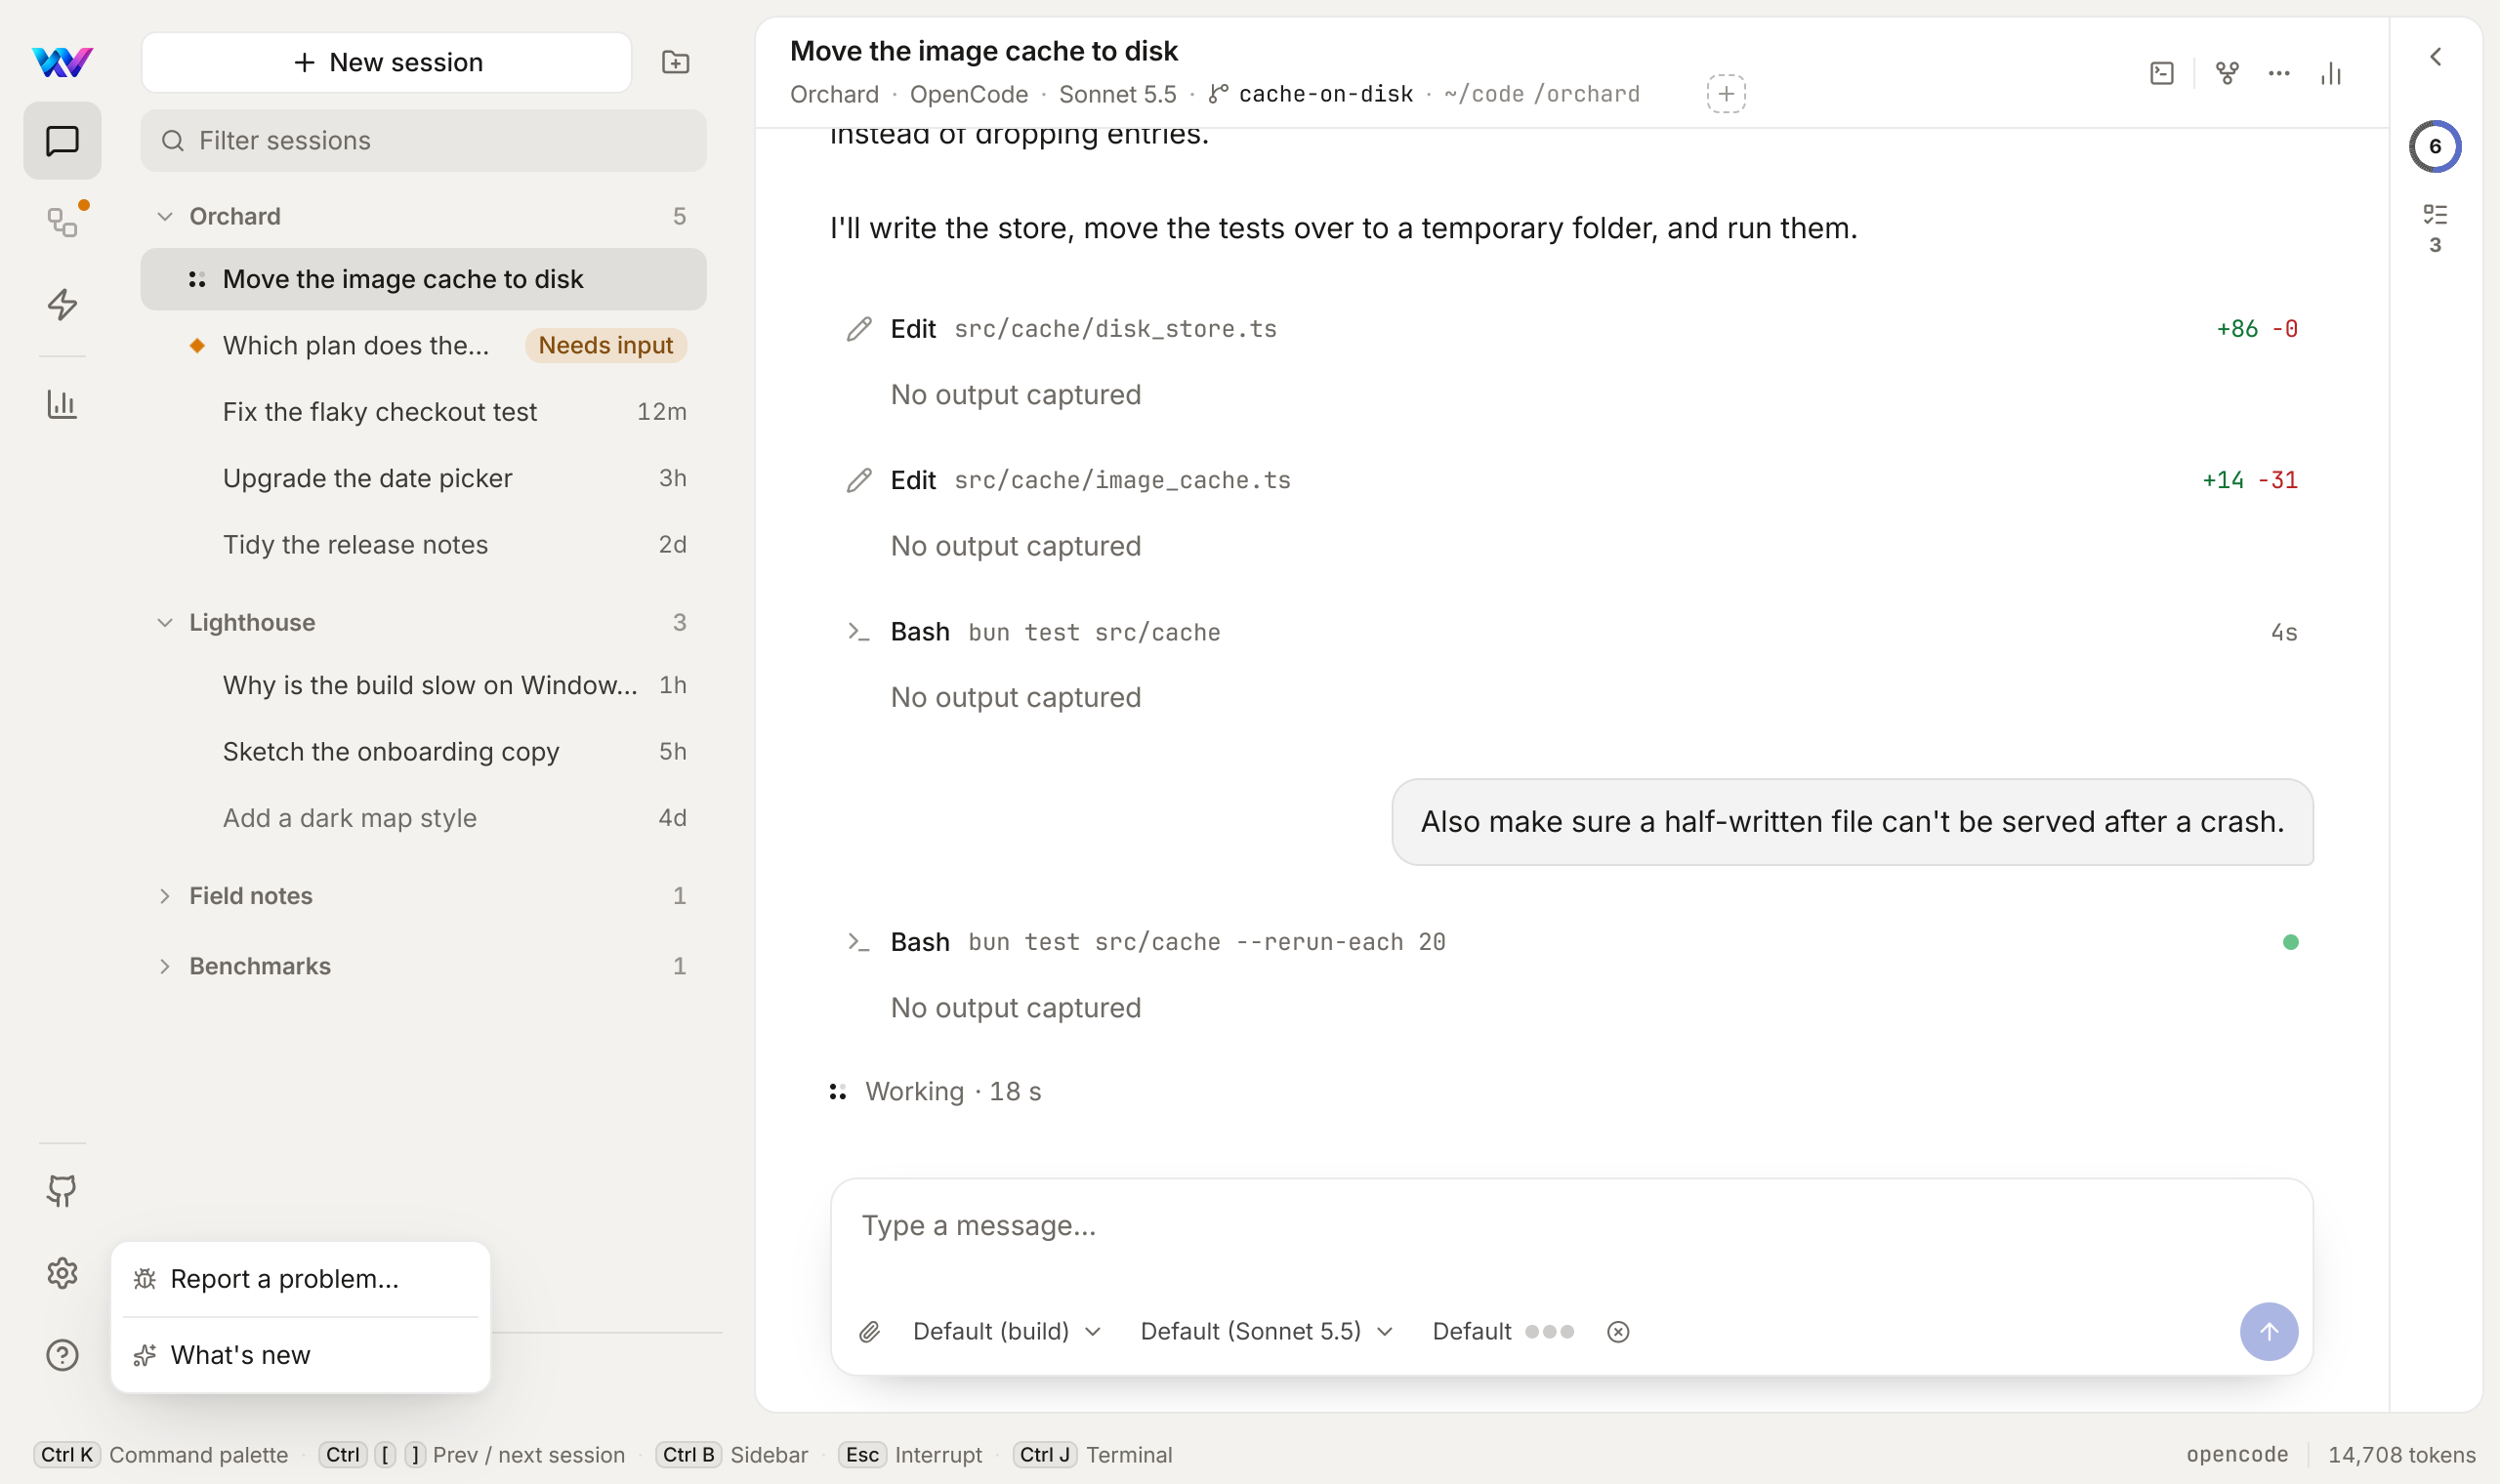 New session
Filter sessions
Orchard 5
Move the image cache to disk
Which plan does the... Needs input
Fix the flaky checkout test 12m
Upgrade the date picker 3h
Tidy the release notes 2d
Lighthouse 3
Why is the build slow on Window... 1h
Sketch the onboarding copy 5h
Add a dark map style 4d
Field notes 1
Benchmarks 1
Report a problem...
What's new
Move the image cache to disk
Orchard · OpenCode · Sonnet 5.5 · cache-on-disk · ~/code /orchard
instead of dropping entries.
I'll write the store, move the tests over to a temporary folder, and run them.
Edit src/cache/disk_store.ts +86 -0
No output captured
Edit src/cache/image_cache.ts +14 -31
No output captured
Bash bun test src/cache 4s
No output captured
Also make sure a half-written file can't be served after a crash.
Bash bun test src/cache --rerun-each 20
No output captured
Working · 18 s
Type a message...
Default (build) Default (Sonnet 5.5) Default
6
3
Ctrl K Command palette · Ctrl [ ] Prev / next session · Ctrl B Sidebar · Esc Interrupt · Ctrl J Terminal
opencode 14,708 tokens